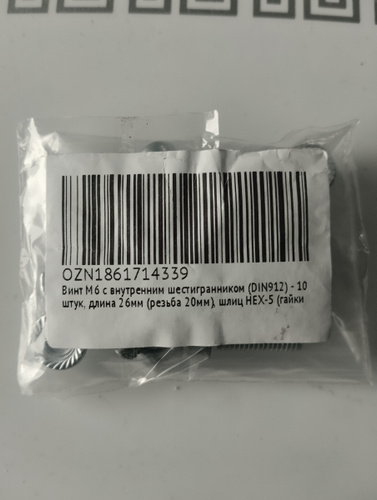 OZN1861714339
Винт М6 с внутренним шестигранником (DIN912) - 10
штук, длина 26мм (резьба 20мм), шлиц HEX-5 (гайки